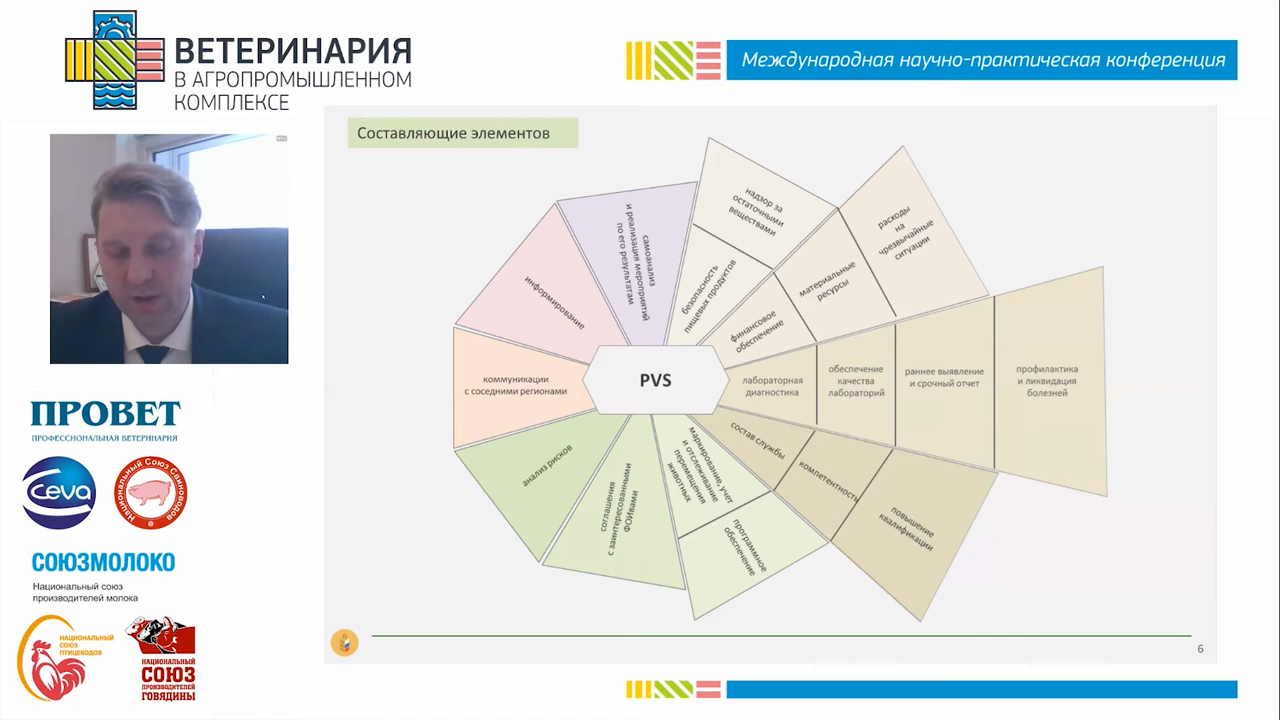 ВЕТЕРИНАРИЯ
В АГРОПРОМЫШЛЕННОМ
КОМПЛЕКСЕ
Международная научно-практическая конференция
Составляющие элементов
надзор за
остаточными
веществами
безопасность
пищевых продуктов
расходы
на
чрезвычайные
ситуации
материальные
ресурсы
финансовое
обеспечение
самоанализ
и реализация мероприятий
по его результатам
информирование
коммуникации
с соседними регионами
PVS
лабораторная
диагностика
обеспечение
качества
лабораторий
раннее выявление
и срочный отчет
профилактика
и ликвидация
болезней
анализ рисков
соглашения
с заинтересованными
ФОИВами
маркирование, учет
и отслеживание
перемещения
животных
программное
обеспечение
состав службы
компетентность
повышение
квалификации
6
ПРОВЕТ
ПРОФЕССИОНАЛЬНАЯ ВЕТЕРИНАРИЯ
Ceva
Национальный Союз Свиноводов
СОЮЗМОЛОКО
Национальный союз
производителей молока
НАЦИОНАЛЬНЫЙ
СОЮЗ
ПТИЦЕВОДОВ
НАЦИОНАЛЬНЫЙ
СОЮЗ
ПРОИЗВОДИТЕЛЕЙ
ГОВЯДИНЫ